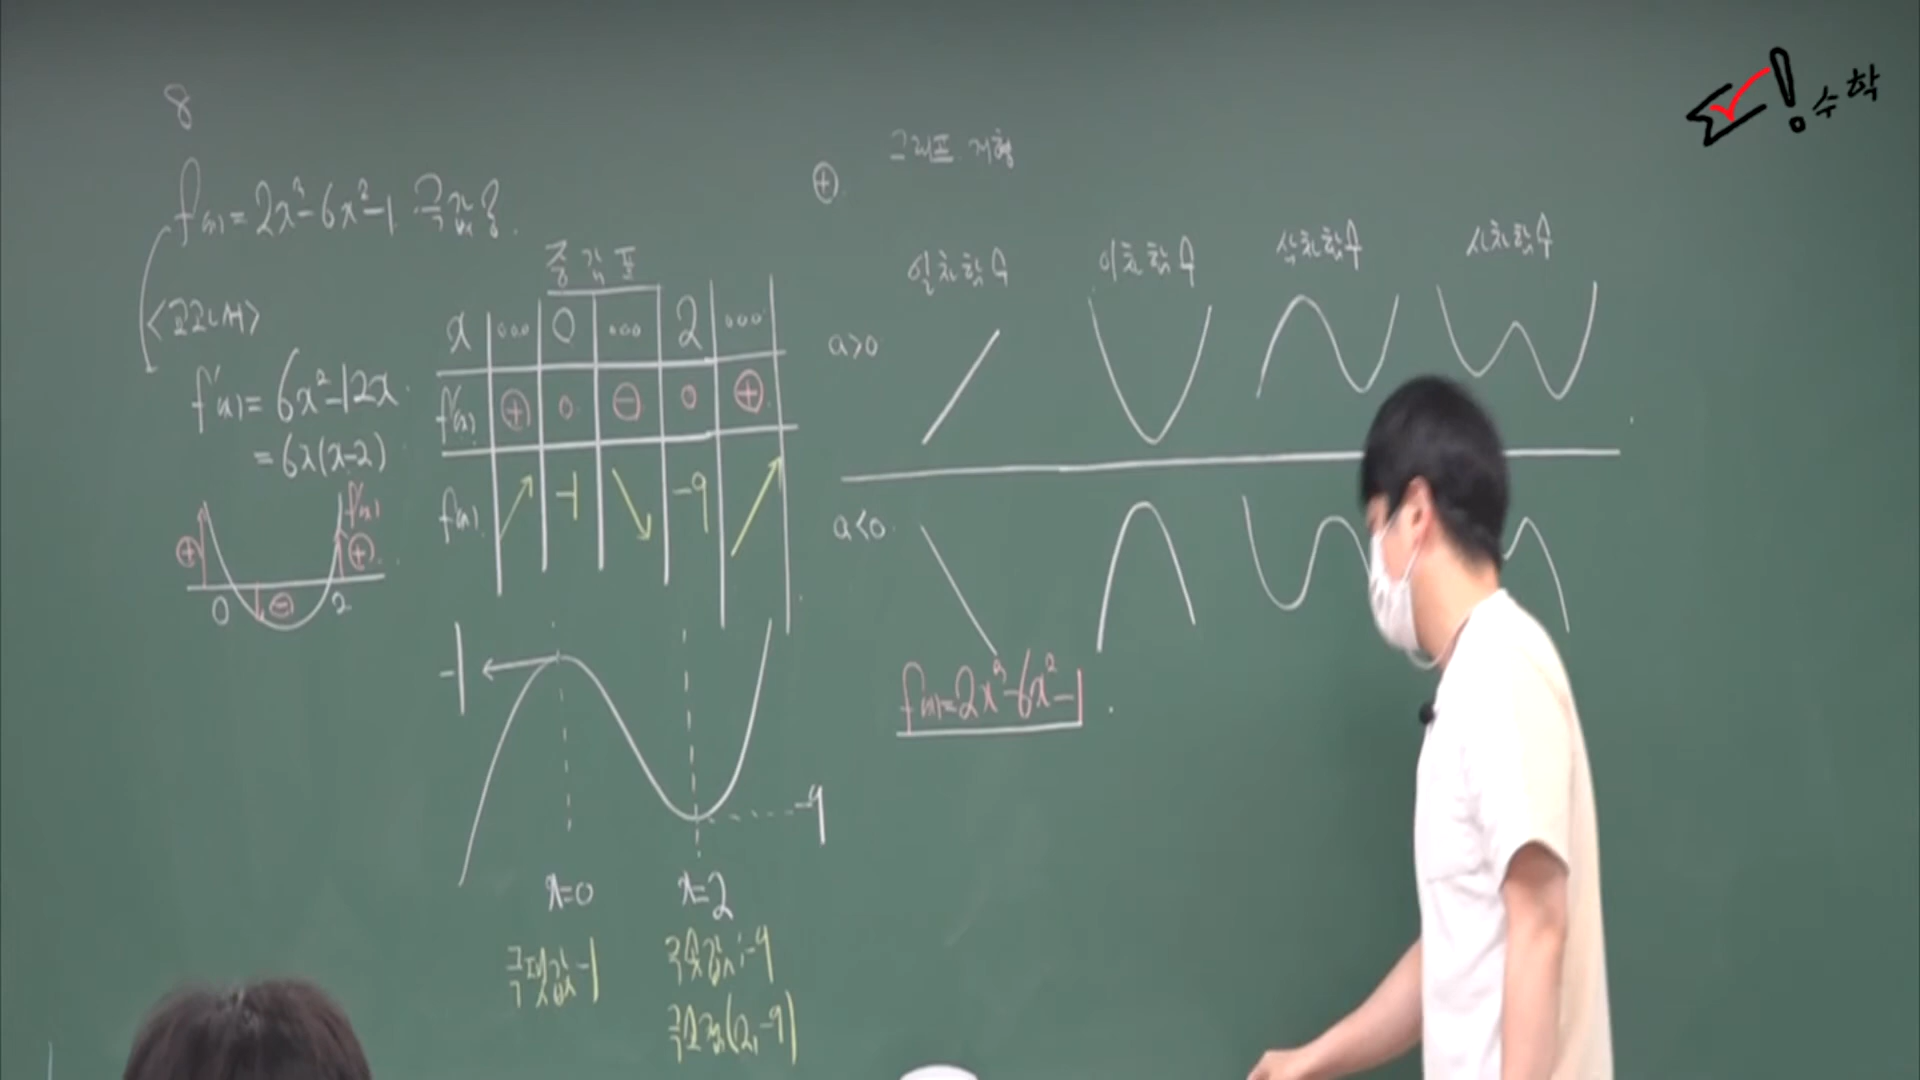 8
f(x)=2x³-6x²-1 극값은.
<교과서>
f'(x)=6x²-12x
=6x(x-2)
f'(x)
⊕ ⊕
0 ⊖ 2
증감표
x ... 0 ... 2 ...
f'(x) ⊕ 0 ⊖ 0 ⊕
f(x) ↗ -1 ↘ -9 ↗
-1
-9
x=0 x=2
극댓값 -1
극솟값: -9
극소점(2,-9)
⊕. 그래프 개형
일차함수 이차함수 삼차함수 사차함수
a>0
a<0
f(x)=2x³-6x²-1
수학